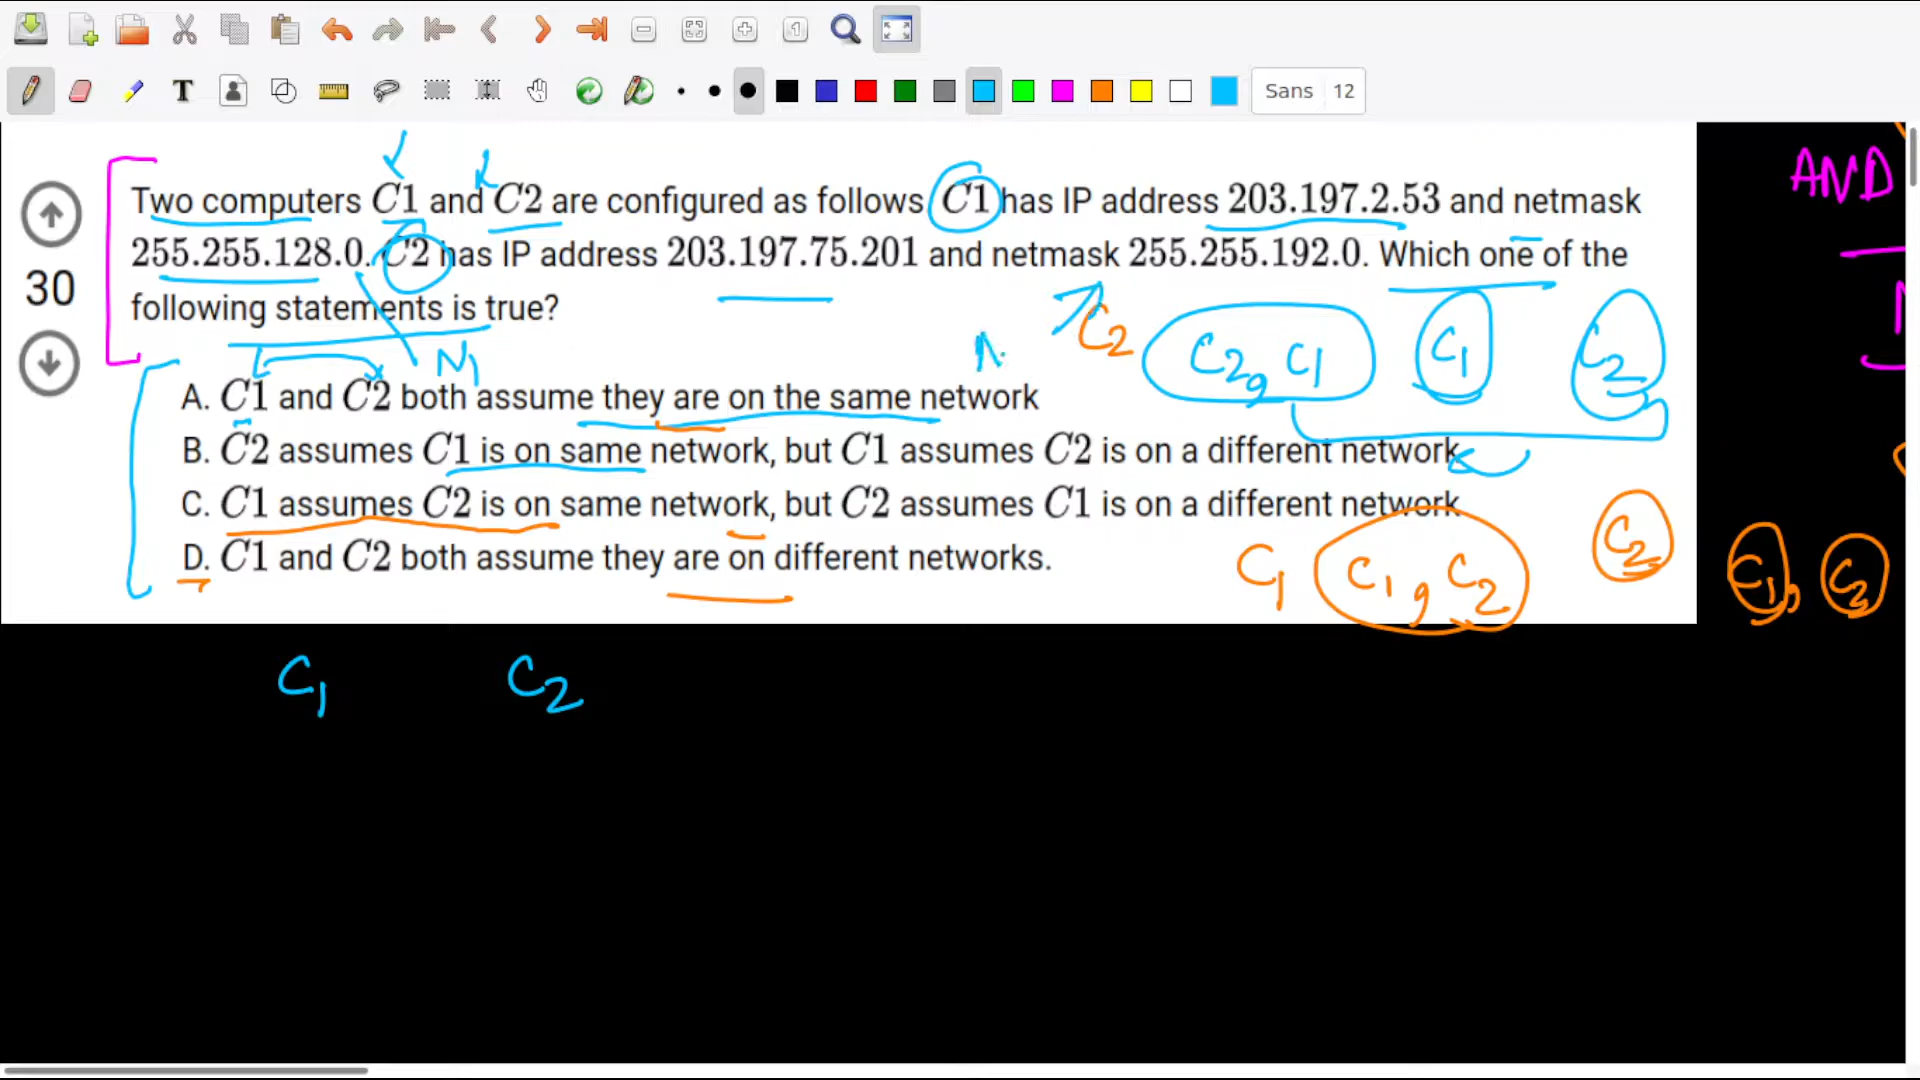 Sans 12
AND
Two computers C1 and C2 are configured as follows C1 has IP address 203.197.2.53 and netmask
255.255.128.0. C2 has IP address 203.197.75.201 and netmask 255.255.192.0. Which one of the
30
following statements is true?
N1
C2
C2, C1
C1
C2
A. C1 and C2 both assume they are on the same network
B. C2 assumes C1 is on same network, but C1 assumes C2 is on a different network
C. C1 assumes C2 is on same network, but C2 assumes C1 is on a different network
D. C1 and C2 both assume they are on different networks.
C1
C1, C2
C2
C1, C2
C1 C2